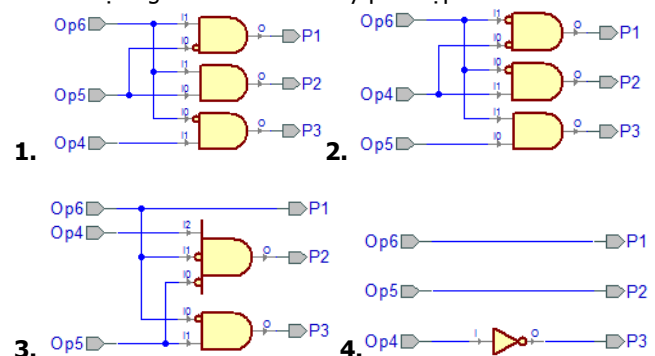 Op6 I1 O P1
I0
I1 O P2
Op5 I0
I0 O P3
Op4 I1
1.
Op6 I1 O P1
I0
I0 O P2
Op4 I1
I1 O P3
Op5 I0
2.
Op6 P1
Op4 I2
I1 O P2
I0
I0 O P3
Op5 I1
3.
Op6 P1
Op5 P2
Op4 I O P3
4.